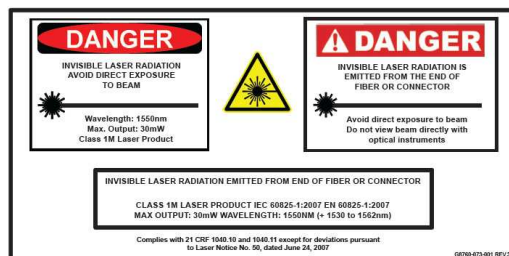 DANGER
INVISIBLE LASER RADIATION
AVOID DIRECT EXPOSURE
TO BEAM
Wavelength: 1550nm
Max. Output: 30mW
Class 1M Laser Product
DANGER
INVISIBLE LASER RADIATION IS
EMITTED FROM THE END OF
FIBER OR CONNECTOR
Avoid direct exposure to beam
Do not view beam directly with
optical instruments
INVISIBLE LASER RADIATION EMITTED FROM END OF FIBER OR CONNECTOR
CLASS 1M LASER PRODUCT IEC 60825-1:2007 EN 60825-1:2007
MAX OUTPUT: 30mW WAVELENGTH: 1550NM (+ 1530 to 1562nm)
Complies with 21 CRF 1040.10 and 1040.11 except for deviations pursuant
to Laser Notice No. 50, dated June 24, 2007